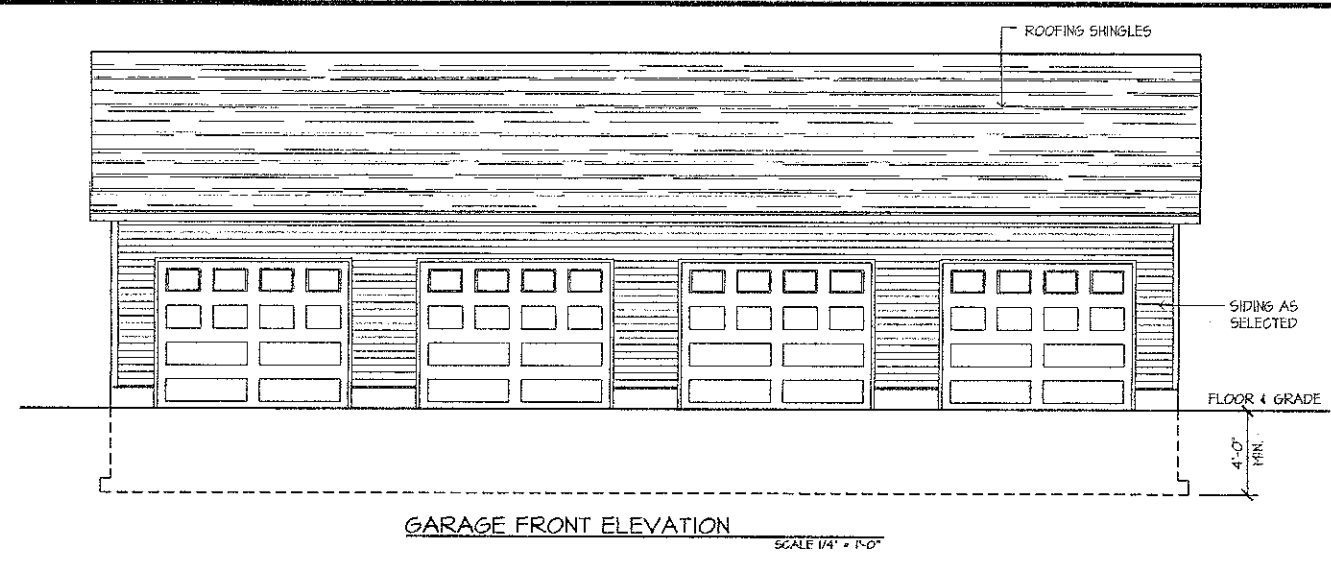 ROOFING SHINGLES
SIDING AS
SELECTED
FLOOR & GRADE
4'-0"
MIN.
GARAGE FRONT ELEVATION
SCALE 1/4" = 1'-0"